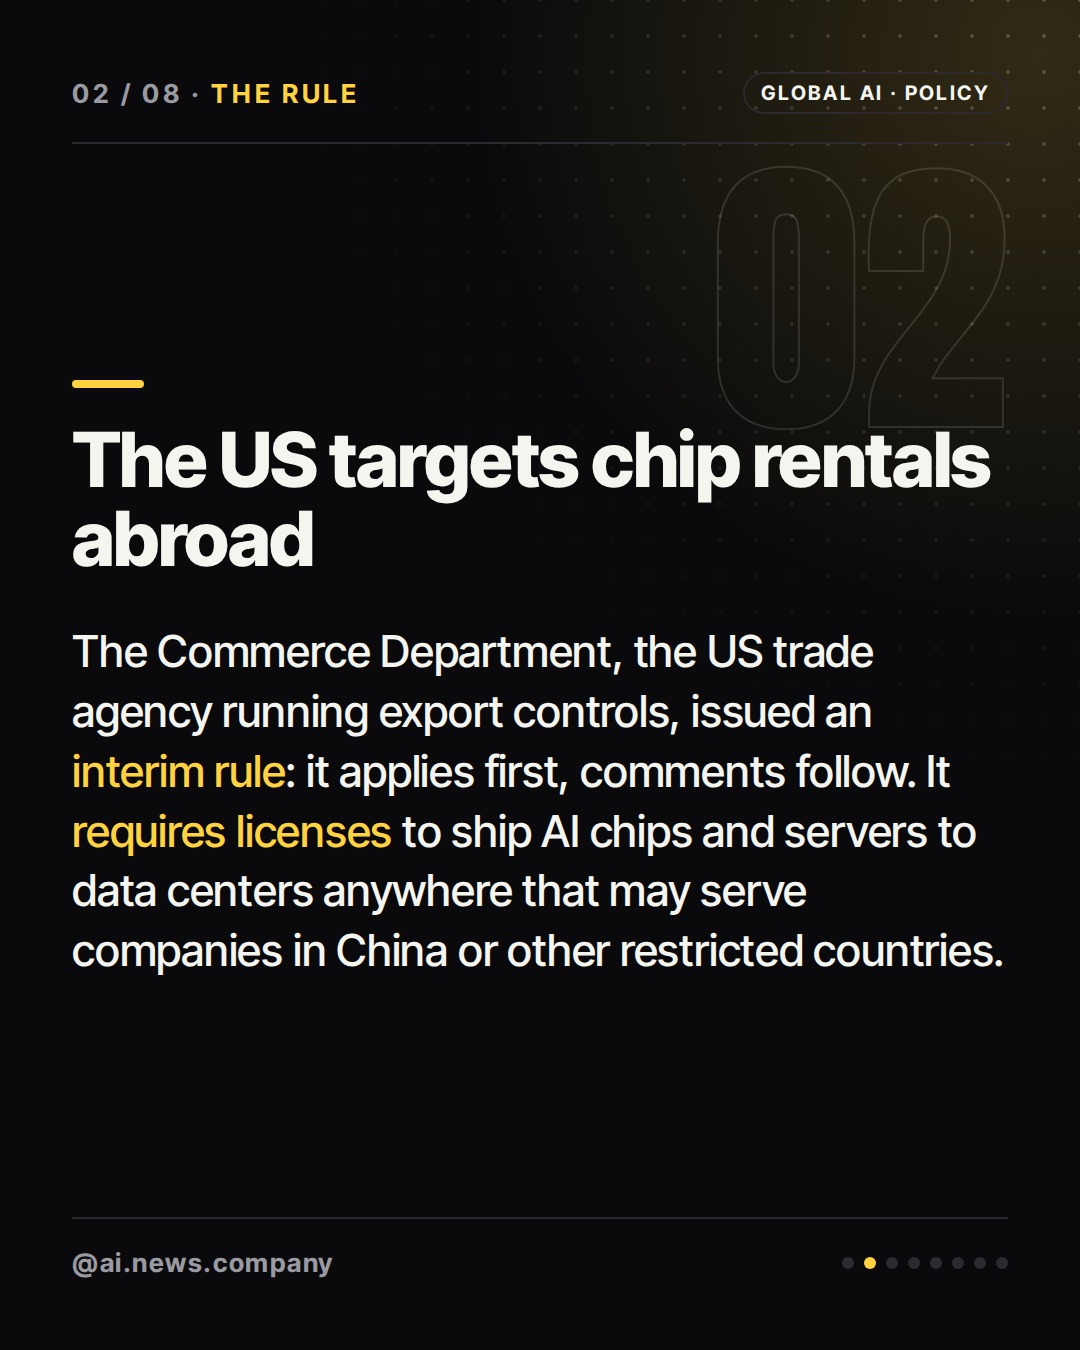 02 / 08 · THE RULE
GLOBAL AI · POLICY
02
The US targets chip rentals
abroad
The Commerce Department, the US trade
agency running export controls, issued an
interim rule: it applies first, comments follow. It
requires licenses to ship AI chips and servers to
data centers anywhere that may serve
companies in China or other restricted countries.
@ai.news.company